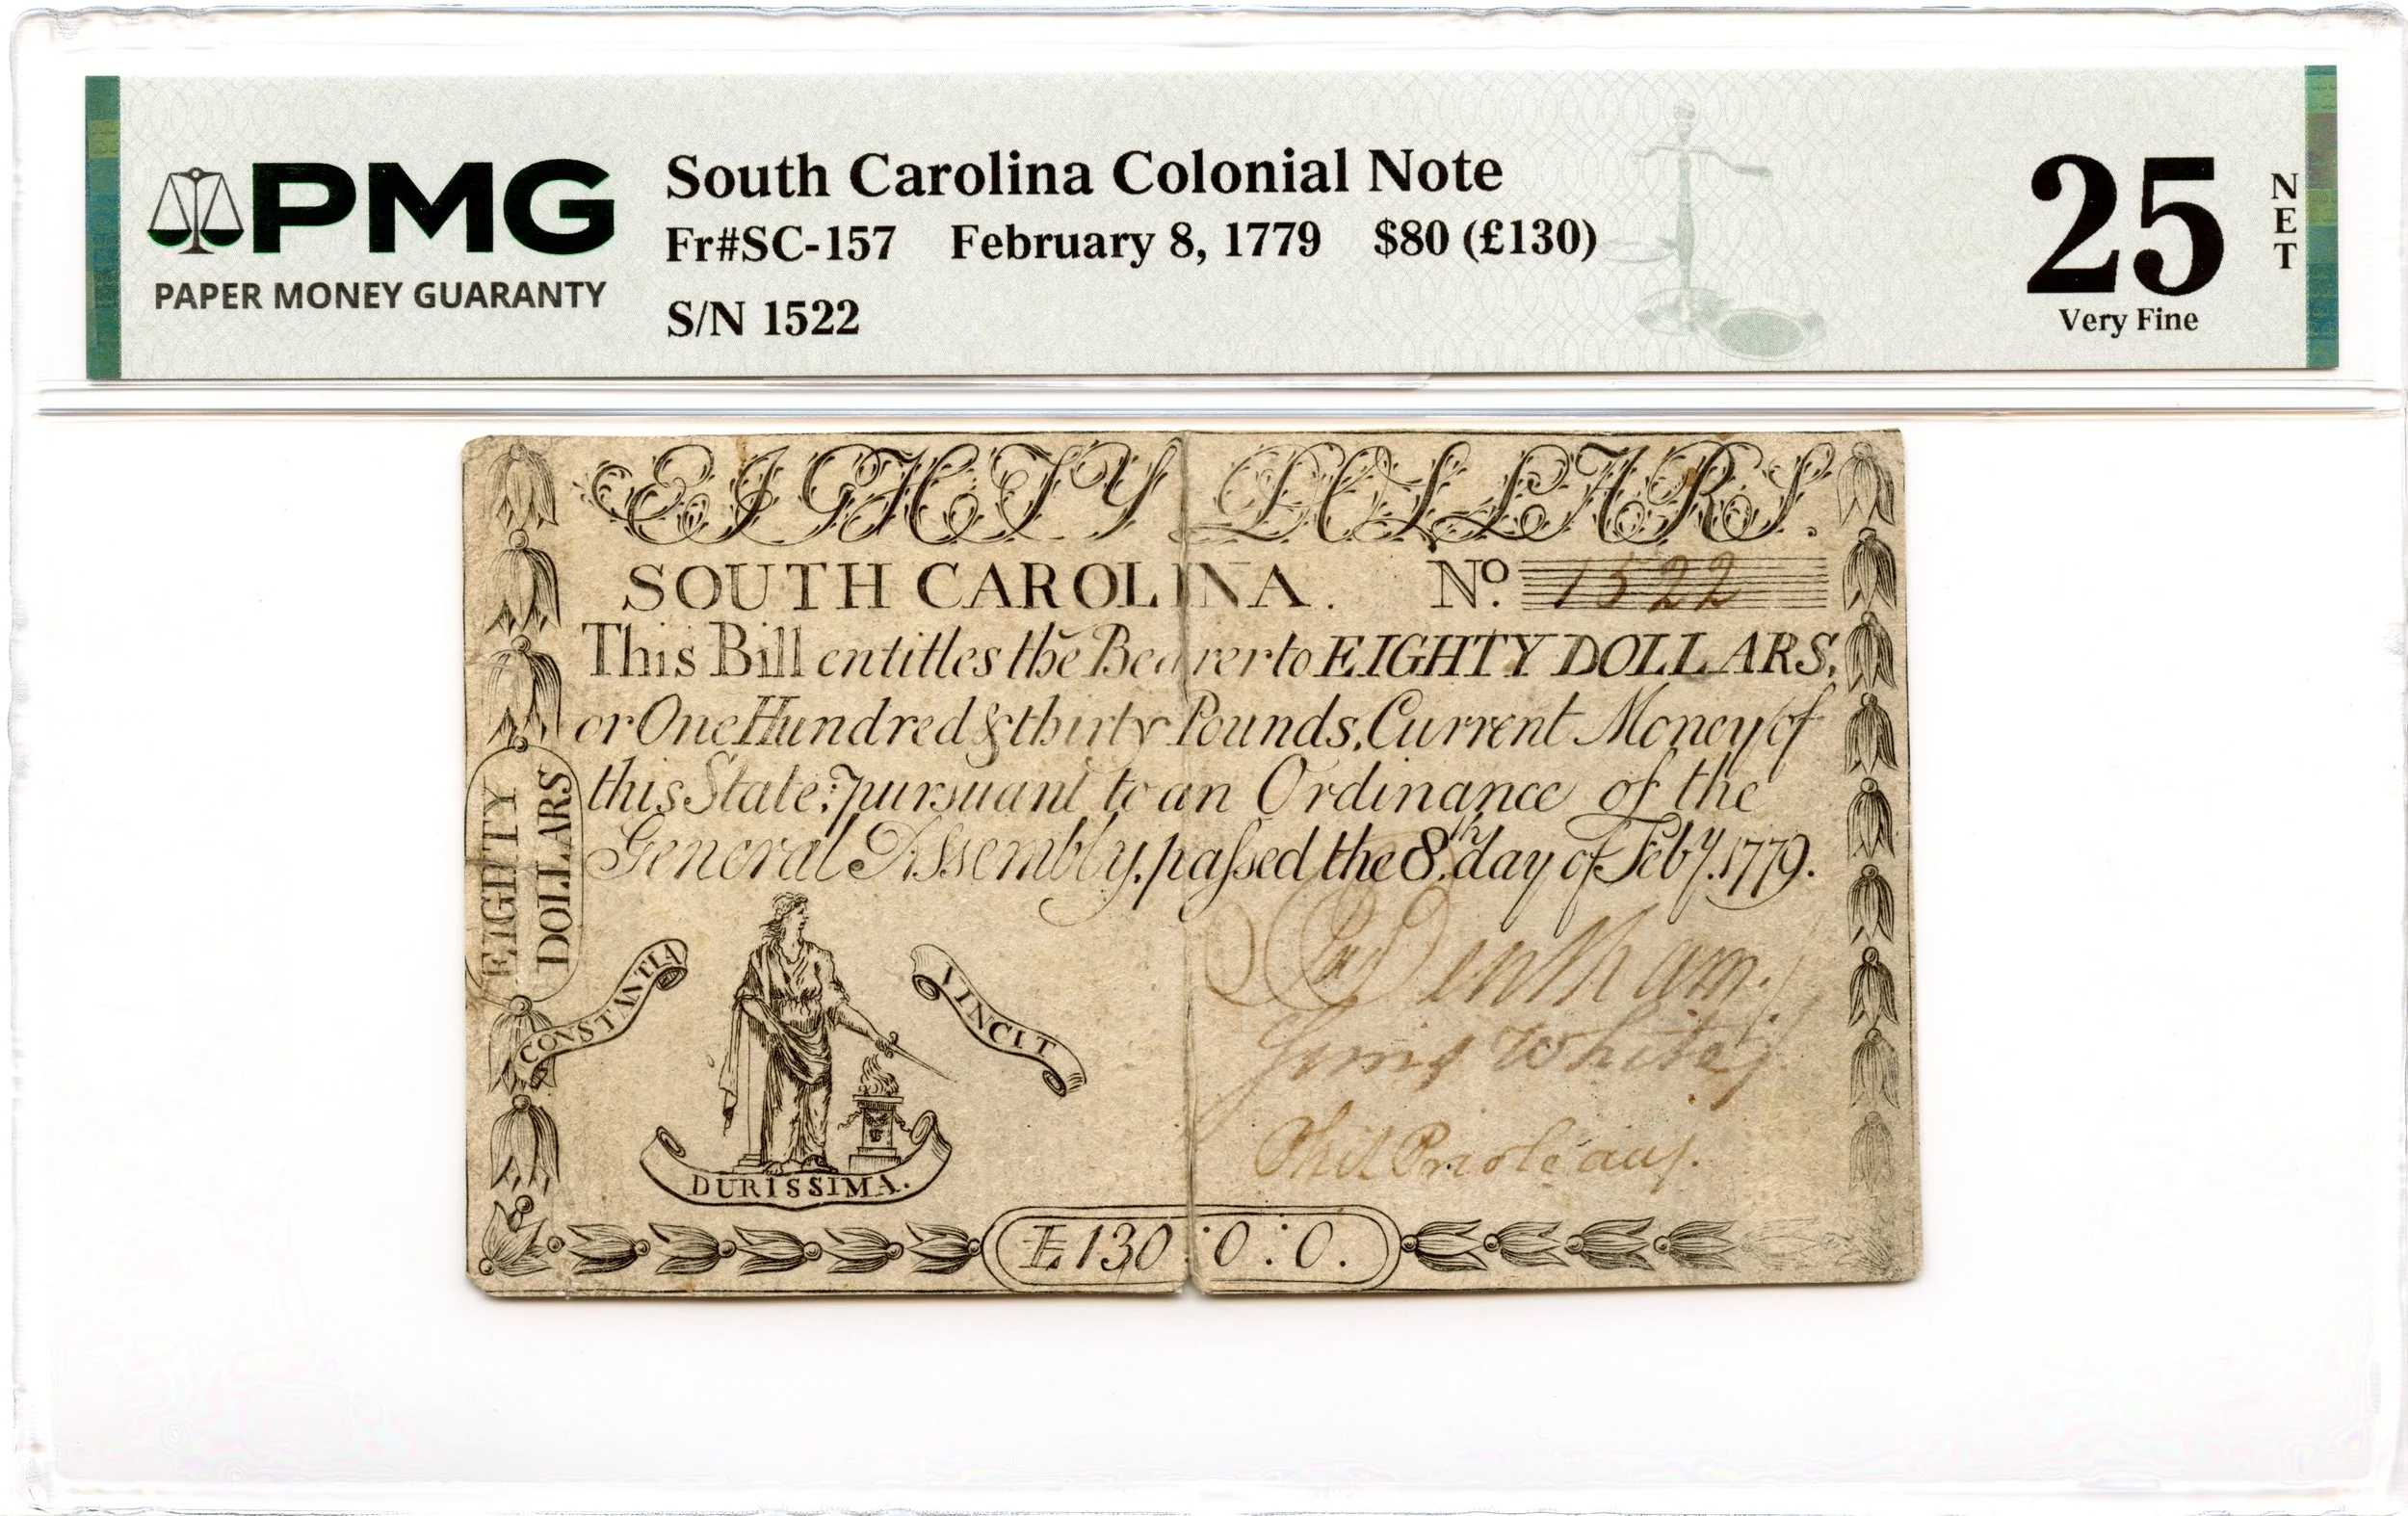 PMG
PAPER MONEY GUARANTY
South Carolina Colonial Note
Fr#SC-157 February 8, 1779 $80 (£130)
S/N 1522
25
NET
Very Fine
EIGHTY DOLLARS.
SOUTH CAROLINA. No. 1522
This Bill entitles the Bearer to EIGHTY DOLLARS,
or One Hundred & thirty Pounds, Current Money of
this State; pursuant to an Ordinance of the
General Assembly, passed the 8th day of Feby. 1779.
EIGHTY
DOLLARS
CONSTANTIA
VINCIT
DURISSIMA.
White
Phil Prioleau
£130:0:0.